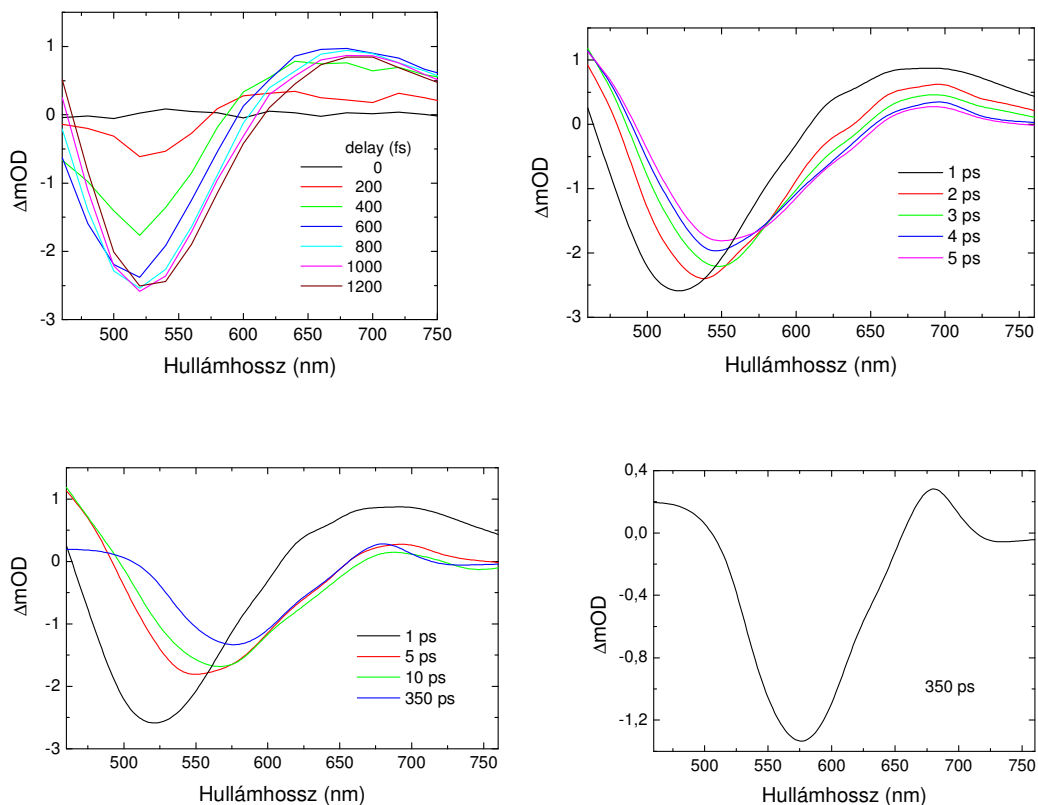 1
0
-1
-2
-3
ΔmOD
delay (fs)
0
200
400
600
800
1000
1200
500 550 600 650 700 750
Hullámhossz (nm)
1
0
-1
-2
-3
ΔmOD
1 ps
2 ps
3 ps
4 ps
5 ps
500 550 600 650 700 750
Hullámhossz (nm)
1
0
-1
-2
-3
ΔmOD
1 ps
5 ps
10 ps
350 ps
500 550 600 650 700 750
Hullámhossz (nm)
0,4
0,0
-0,4
-0,8
-1,2
ΔmOD
350 ps
500 550 600 650 700 750
Hullámhossz (nm)